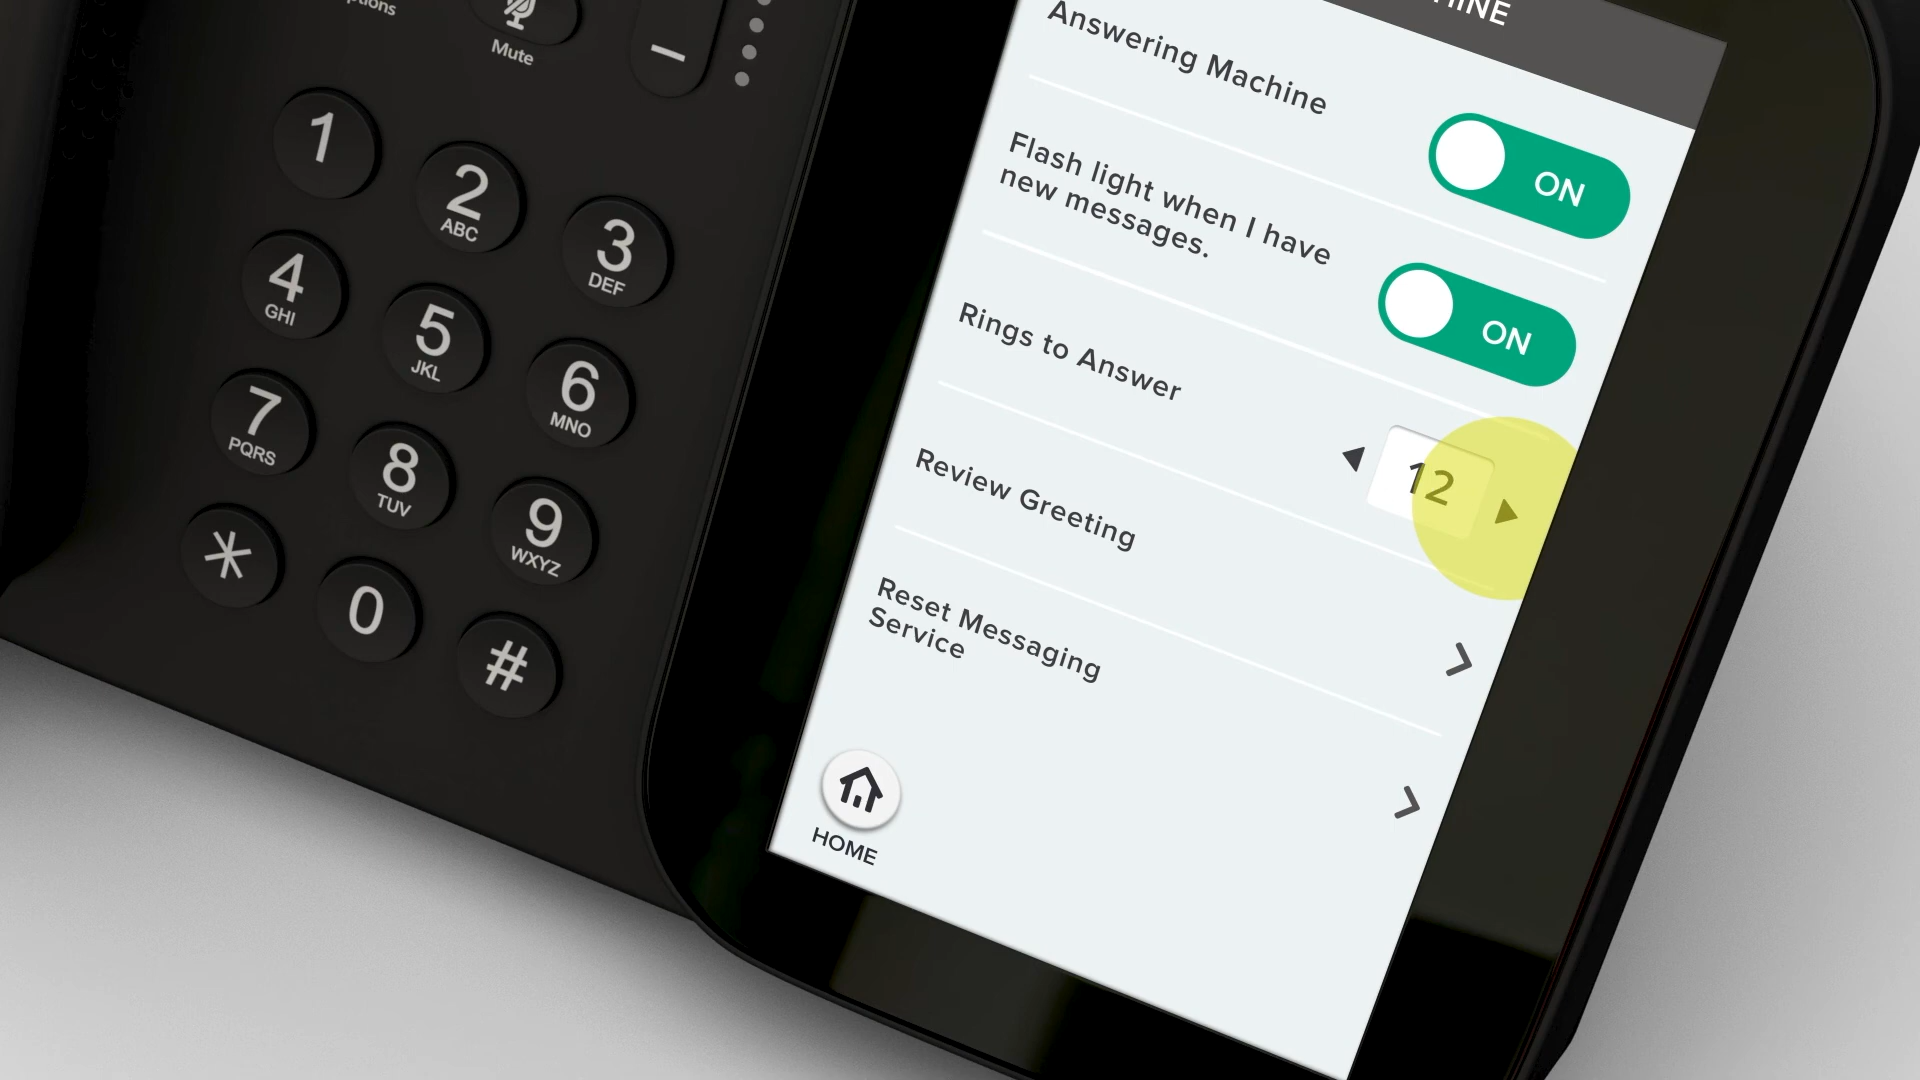 Mute
1
2
ABC
3
DEF
4
GHI
5
JKL
6
MNO
7
PQRS
8
TUV
9
WXYZ
*
0
#
Answering Machine
ON
Flash light when I have
new messages.
ON
Rings to Answer
12
Review Greeting
Reset Messaging
Service
HOME